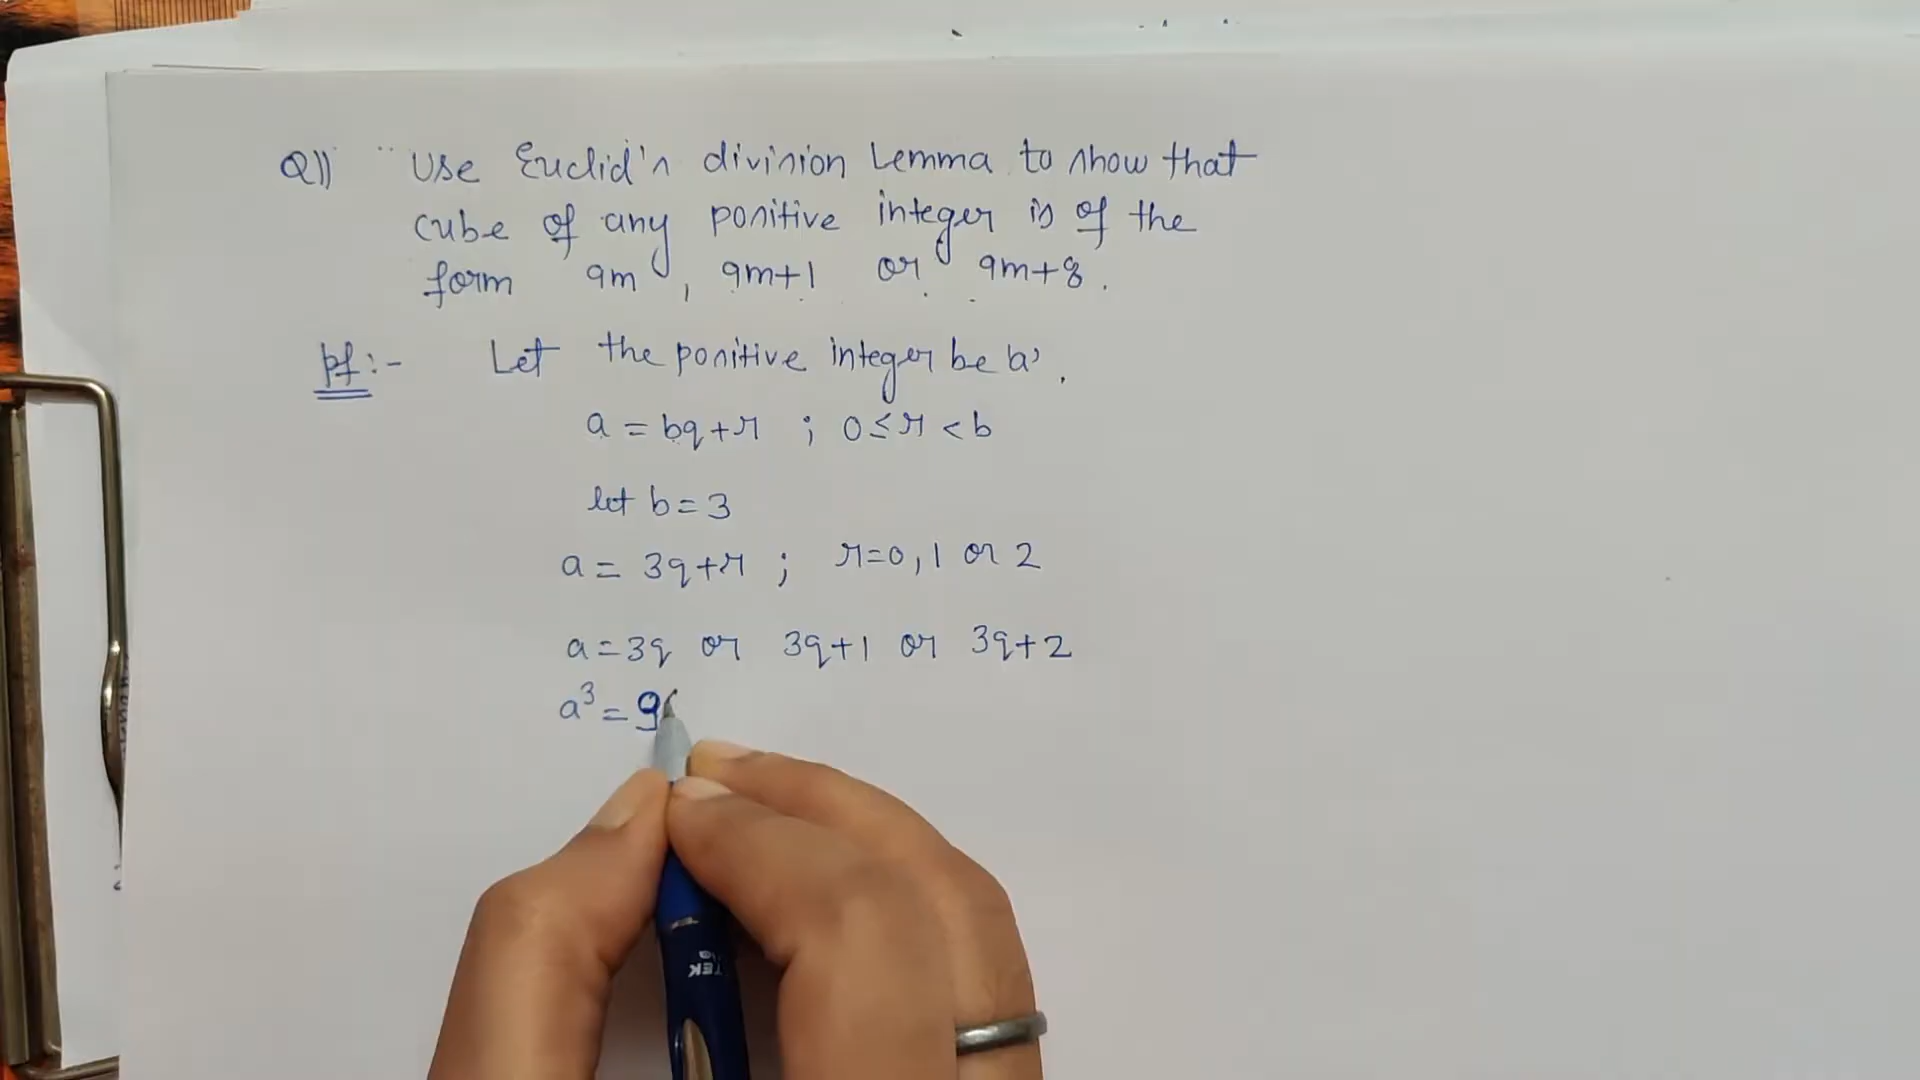 Q1) Use Euclid's division Lemma to show that
cube of any positive integer is of the
form 9m, 9m+1 or 9m+8.
Pf:- Let the positive integer be 'a'.
a = bq+r ; 0≤r<b
let b=3
a = 3q+r ; r=0,1 or 2
a=3q or 3q+1 or 3q+2
a³ =